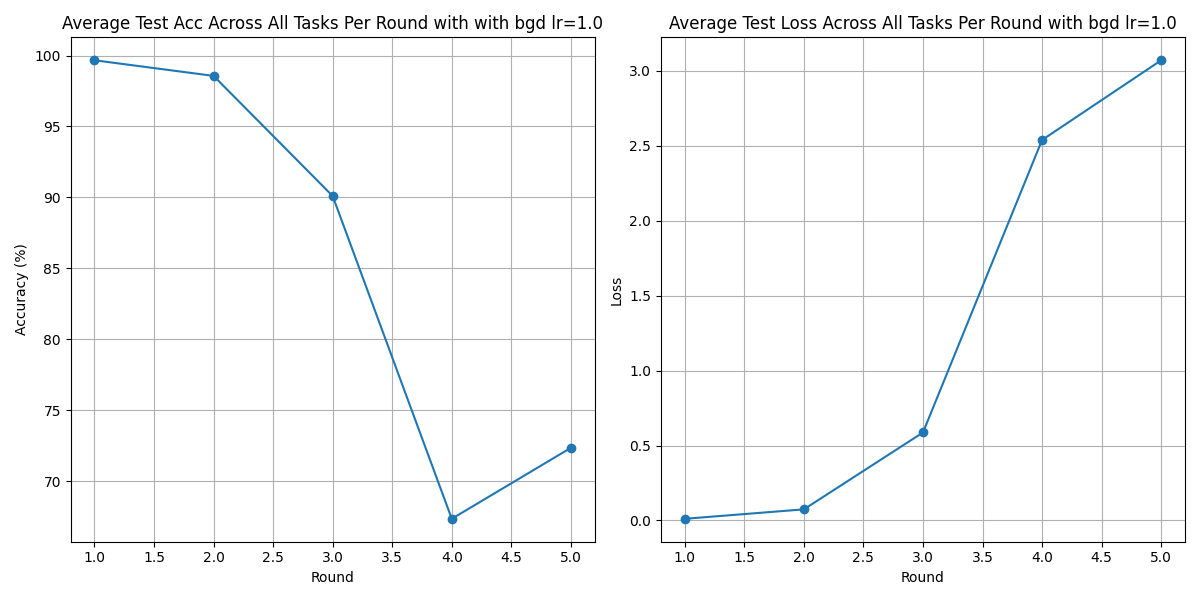 Average Test Acc Across All Tasks Per Round with with bgd lr=1.0
100
95
90
85
80
75
70
Accuracy (%)
1.0 1.5 2.0 2.5 3.0 3.5 4.0 4.5 5.0
Round
Average Test Loss Across All Tasks Per Round with bgd lr=1.0
3.0
2.5
2.0
1.5
1.0
0.5
0.0
Loss
1.0 1.5 2.0 2.5 3.0 3.5 4.0 4.5 5.0
Round